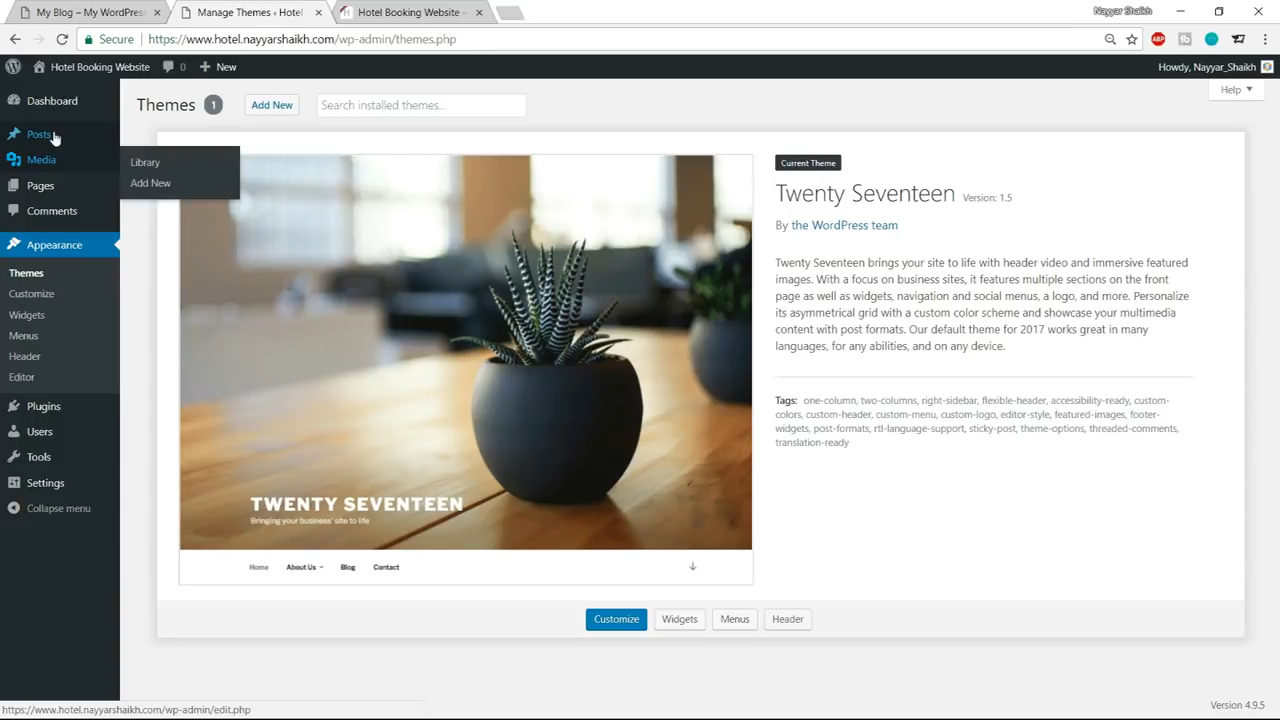 My Blog – My WordPress
Manage Themes ‹ Hotel
Hotel Booking Website –
Nayyar Shaikh
Secure
https://www.hotel.nayyarshaikh.com/wp-admin/themes.php
ABP
Hotel Booking Website
0
New
Howdy, Nayyar_Shaikh
Dashboard
Posts
Media
Library
Add New
Pages
Comments
Appearance
Themes
Customize
Widgets
Menus
Header
Editor
Plugins
Users
Tools
Settings
Collapse menu
Themes 1
Add New
Search installed themes...
Help
TWENTY SEVENTEEN
Bringing your business' site to life
Home
About Us
Blog
Contact
Current Theme
Twenty Seventeen Version: 1.5
By the WordPress team
Twenty Seventeen brings your site to life with header video and immersive featured
images. With a focus on business sites, it features multiple sections on the front
page as well as widgets, navigation and social menus, a logo, and more. Personalize
its asymmetrical grid with a custom color scheme and showcase your multimedia
content with post formats. Our default theme for 2017 works great in many
languages, for any abilities, and on any device.
Tags: one-column, two-columns, right-sidebar, flexible-header, accessibility-ready, custom-
colors, custom-header, custom-menu, custom-logo, editor-style, featured-images, footer-
widgets, post-formats, rtl-language-support, sticky-post, theme-options, threaded-comments,
translation-ready
Customize
Widgets
Menus
Header
https://www.hotel.nayyarshaikh.com/wp-admin/edit.php
Version 4.9.5